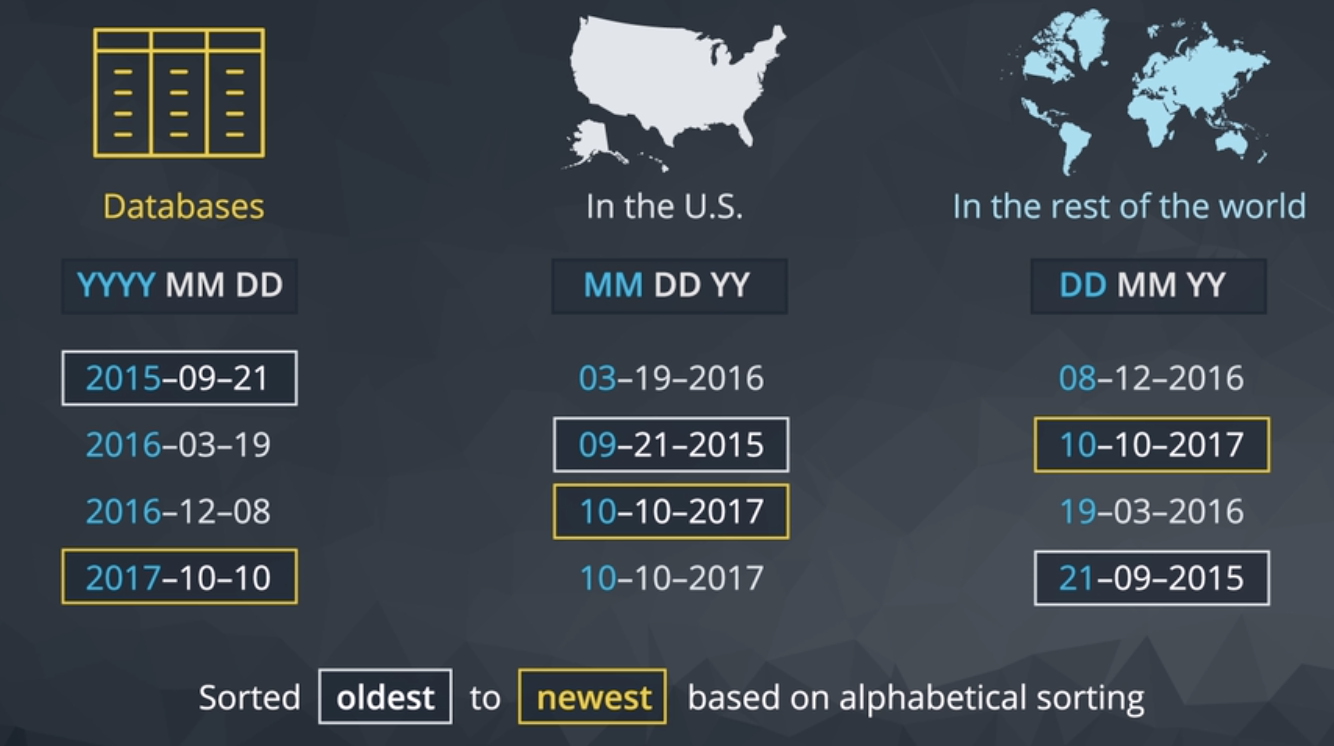 Databases
YYYY MM DD
2015–09–21
2016–03–19
2016–12–08
2017–10–10
In the U.S.
MM DD YY
03–19–2016
09–21–2015
10–10–2017
10–10–2017
In the rest of the world
DD MM YY
08–12–2016
10–10–2017
19–03–2016
21–09–2015
Sorted oldest to newest based on alphabetical sorting